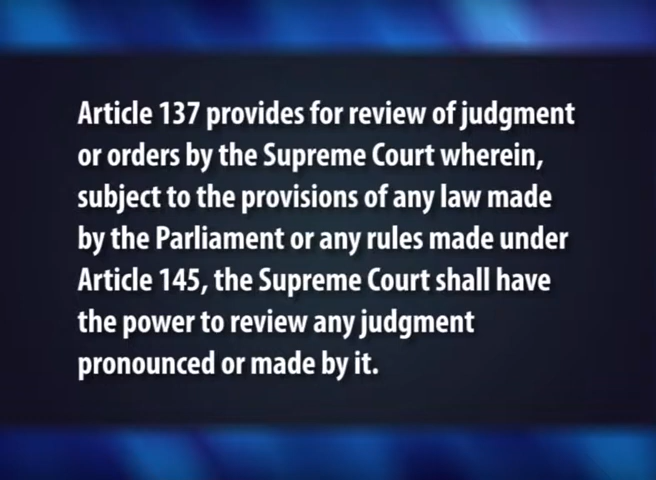 Article 137 provides for review of judgment
or orders by the Supreme Court wherein,
subject to the provisions of any law made
by the Parliament or any rules made under
Article 145, the Supreme Court shall have
the power to review any judgment
pronounced or made by it.